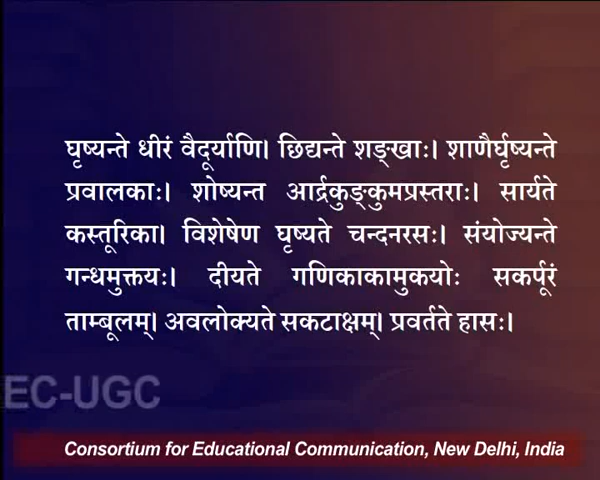 घृष्यन्ते धीरं वैदूर्याणि। छिद्यन्ते शङ्खाः। शाणैर्घृष्यन्ते
प्रवालकाः। शोष्यन्त आर्द्रकुङ्कुमप्रस्तराः। सार्यते
कस्तूरिका। विशेषेण घृष्यते चन्दनरसः। संयोज्यन्ते
गन्धमुक्तयः। दीयते गणिकाकामुकयोः सकर्पूरं
ताम्बूलम्। अवलोक्यते सकटाक्षम्। प्रवर्तते हासः।
EC-UGC
Consortium for Educational Communication, New Delhi, India